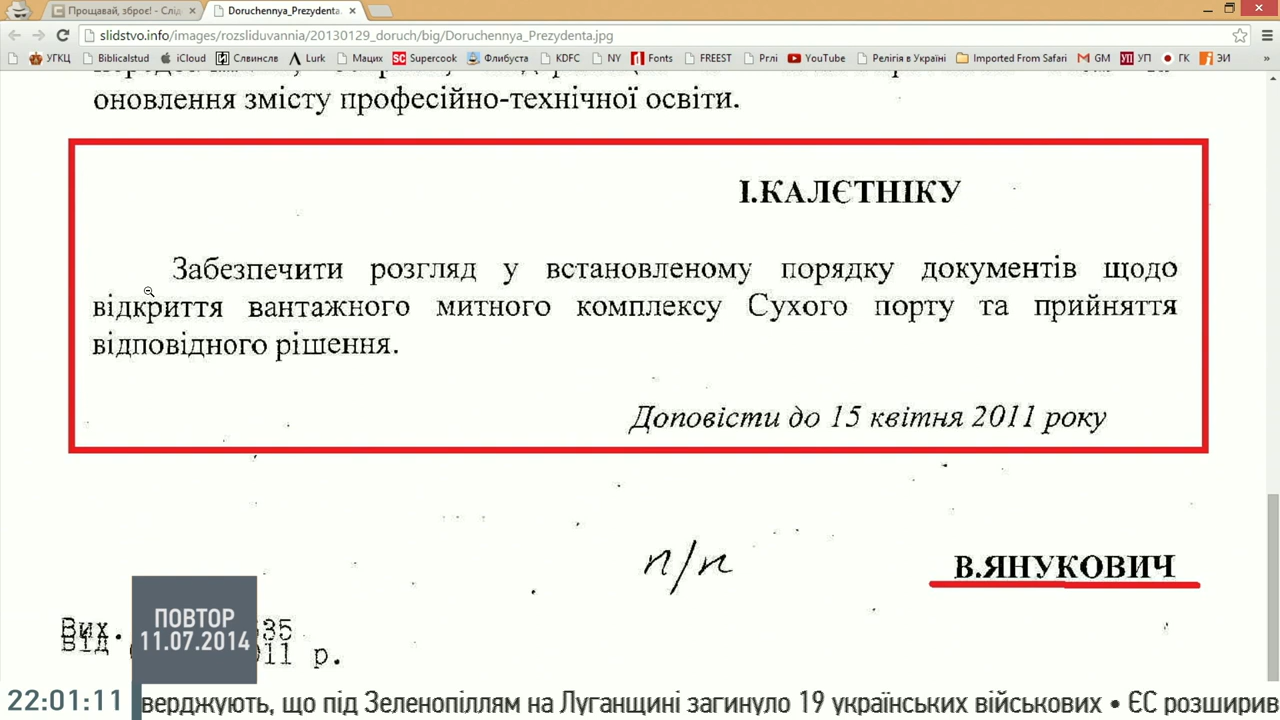 Прощавай, зброє! - Слід
Doruchennya_Prezydenta.
slidstvo.info/images/rozsliduvannia/20130129_doruch/big/Doruchennya_Prezydenta.jpg
УГКЦ Biblicalstud iCloud Слвинслв Lurk Мацих Supercook Флибуста KDFC NY Fonts FREEST Ррлі YouTube Релігія в Україні Imported From Safari GM УП ГК ЭИ »
оновлення змісту професійно-технічної освіти.
І.КАЛЄТНІКУ
Забезпечити розгляд у встановленому порядку документів щодо
відкриття вантажного митного комплексу Сухого порту та прийняття
відповідного рішення.
Доповісти до 15 квітня 2011 року
п/п
В.ЯНУКОВИЧ
Вих.
від
р.
ПОВТОР
11.07.2014
22:01:11
верджують, що під Зеленопіллям на Луганщині загинуло 19 українських військових • ЄС розширив